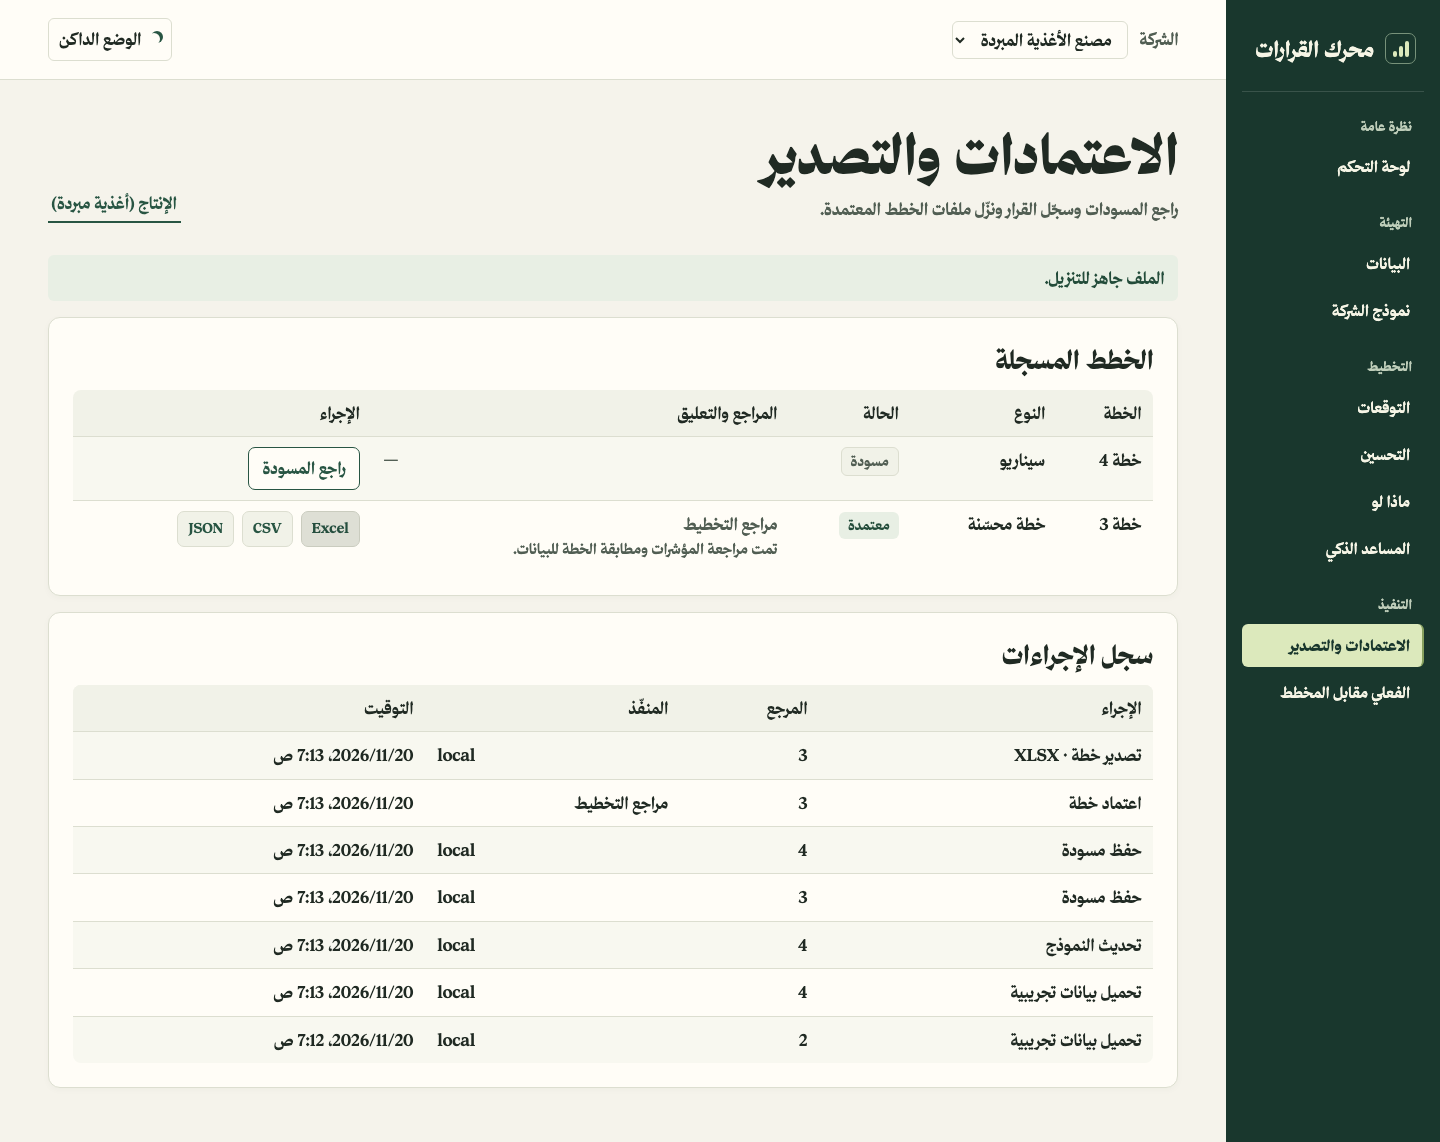 محرك القرارات
نظرة عامة
لوحة التحكم
التهيئة
البيانات
نموذج الشركة
التخطيط
التوقعات
التحسين
ماذا لو
المساعد الذكي
التنفيذ
الاعتمادات والتصدير
الفعلي مقابل المخطط
الشركة مصنع الأغذية المبردة الوضع الداكن
الاعتمادات والتصدير
راجع المسودات وسجّل القرار ونزّل ملفات الخطط المعتمدة.
الإنتاج (أغذية مبردة)
الملف جاهز للتنزيل.
الخطط المسجلة
الخطة النوع الحالة المراجع والتعليق الإجراء
خطة 4 سيناريو مسودة — راجع المسودة
خطة 3 خطة محسّنة معتمدة مراجع التخطيط Excel CSV JSON
تمت مراجعة المؤشرات ومطابقة الخطة للبيانات.
سجل الإجراءات
الإجراء المرجع المنفّذ التوقيت
تصدير خطة · XLSX 3 local 2026/11/20، 7:13 ص
اعتماد خطة 3 مراجع التخطيط 2026/11/20، 7:13 ص
حفظ مسودة 4 local 2026/11/20، 7:13 ص
حفظ مسودة 3 local 2026/11/20، 7:13 ص
تحديث النموذج 4 local 2026/11/20، 7:13 ص
تحميل بيانات تجريبية 4 local 2026/11/20، 7:13 ص
تحميل بيانات تجريبية 2 local 2026/11/20، 7:12 ص